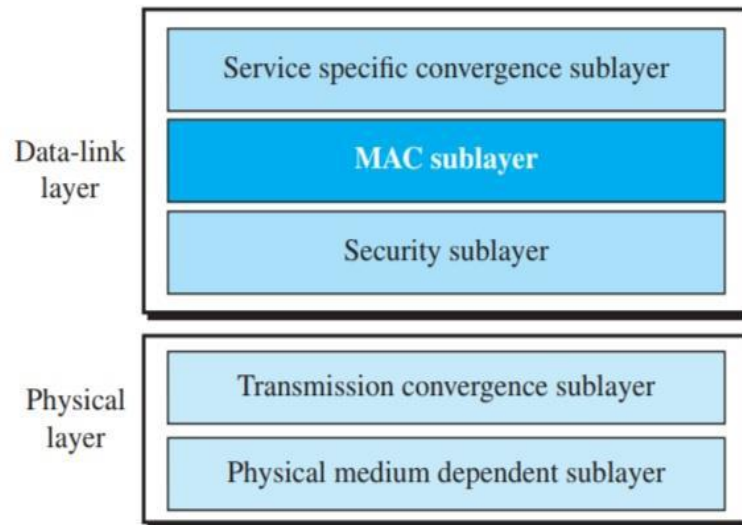 Service specific convergence sublayer
Data-link
layer
MAC sublayer
Security sublayer
Physical
layer
Transmission convergence sublayer
Physical medium dependent sublayer